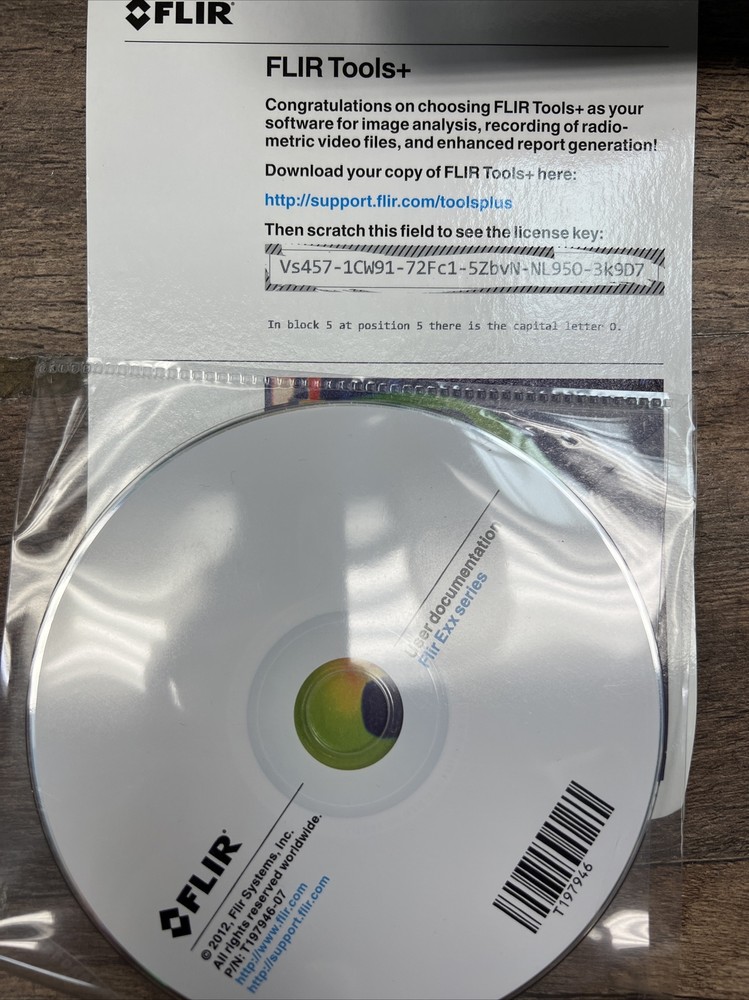 FLIR
FLIR Tools+
Congratulations on choosing FLIR Tools+ as your
software for image analysis, recording of radio-
metric video files, and enhanced report generation!
Download your copy of FLIR Tools+ here:
http://support.flir.com/toolsplus
Then scratch this field to see the license key:
Vs457-1CW91-72Fc1-5ZbvN-NL95O-3k9D7
In block 5 at position 5 there is the capital letter O.
User documentation
Flir Exx series
FLIR
© 2012, Flir Systems, Inc.
All rights reserved worldwide.
P/N: T197946-07
http://www.flir.com
http://support.flir.com
T197946